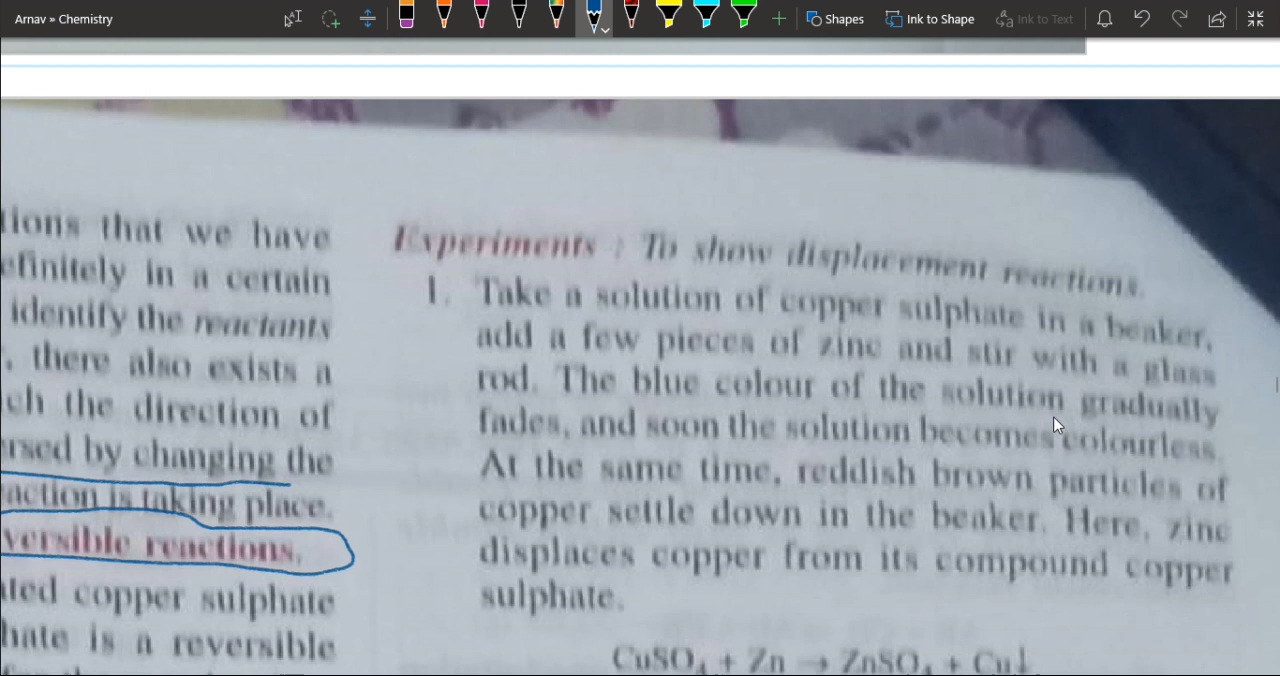 Arnav » Chemistry
Shapes
Ink to Shape
Ink to Text
tions that we have
efinitely in a certain
identify the reactants
, there also exists a
ch the direction of
ersed by changing the
action is taking place.
versible reactions.
ated copper sulphate
hate is a reversible
Experiments : To show displacement reactions.
1. Take a solution of copper sulphate in a beaker,
add a few pieces of zinc and stir with a glass
rod. The blue colour of the solution gradually
fades, and soon the solution becomes colourless.
At the same time, reddish brown particles of
copper settle down in the beaker. Here, zinc
displaces copper from its compound copper
sulphate.
CuSO₄ + Zn → ZnSO₄ + Cu↓